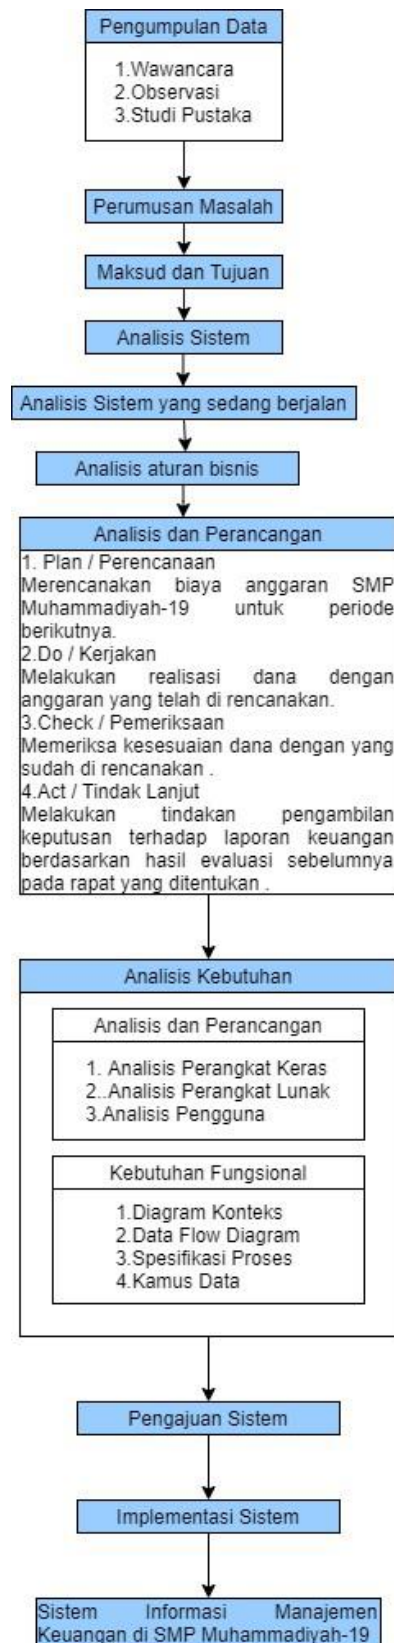 Pengumpulan Data
1.Wawancara
2.Observasi
3.Studi Pustaka
Perumusan Masalah
Maksud dan Tujuan
Analisis Sistem
Analisis Sistem yang sedang berjalan
Analisis aturan bisnis
Analisis dan Perancangan
1. Plan / Perencanaan
Merencanakan biaya anggaran SMP
Muhammadiyah-19 untuk periode
berikutnya.
2.Do / Kerjakan
Melakukan realisasi dana dengan
anggaran yang telah di rencanakan.
3.Check / Pemeriksaan
Memeriksa kesesuaian dana dengan yang
sudah di rencanakan .
4.Act / Tindak Lanjut
Melakukan tindakan pengambilan
keputusan terhadap laporan keuangan
berdasarkan hasil evaluasi sebelumnya
pada rapat yang ditentukan .
Analisis Kebutuhan
Analisis dan Perancangan
1. Analisis Perangkat Keras
2..Analisis Perangkat Lunak
3.Analisis Pengguna
Kebutuhan Fungsional
1.Diagram Konteks
2.Data Flow Diagram
3.Spesifikasi Proses
4.Kamus Data
Pengajuan Sistem
Implementasi Sistem
Sistem Informasi Manajemen
Keuangan di SMP Muhammadiyah-19